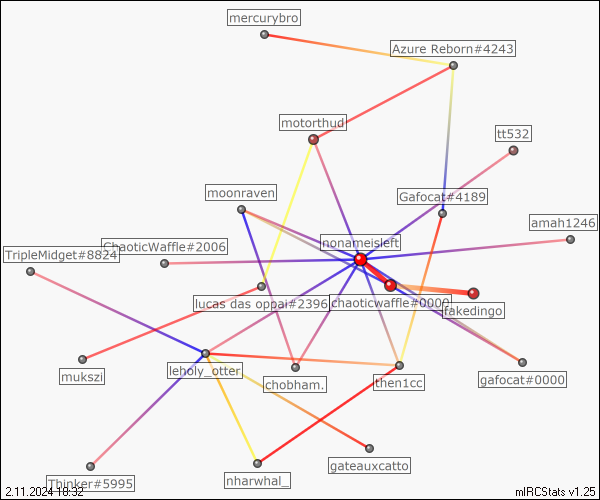 mercurybro
Azure Reborn#4243
motorthud
tt532
moonraven
Gafocat#4189
amah1246
nonameisleft
ChaoticWaffle#2006
TripleMidget#8824
lucas das oppai#2396
chaoticwaffle#0000
fakedingo
mukszi
leholy_otter
chobham.
then1cc
gafocat#0000
Thinker#5995
nharwhal_
gateauxcatto
2.11.2024 18:32
mIRCStats v1.25